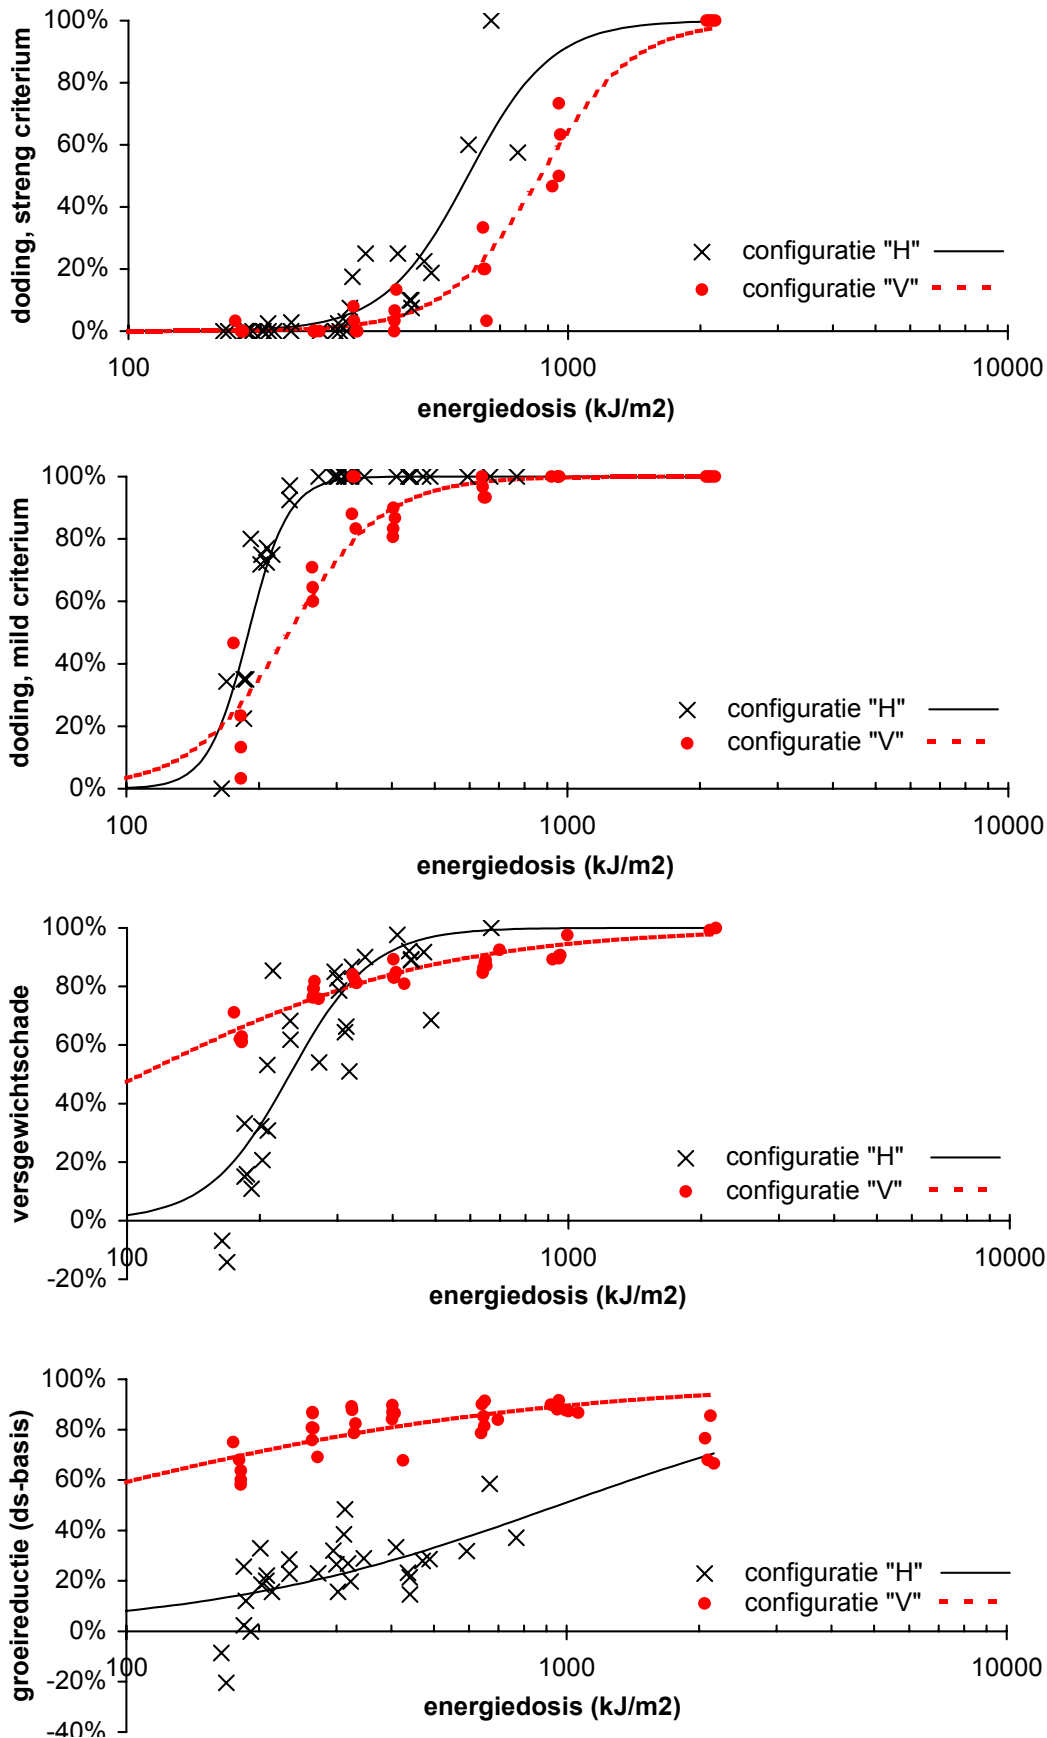 100%
80%
60%
40%
20%
0%
doding, streng criterium
configuratie "H"
configuratie "V"
100 1000 10000
energiedosis (kJ/m2)
100%
80%
60%
40%
20%
0%
doding, mild criterium
configuratie "H"
configuratie "V"
100 1000 10000
energiedosis (kJ/m2)
100%
80%
60%
40%
20%
0%
-20%
versgewichtschade
configuratie "H"
configuratie "V"
100 1000 10000
energiedosis (kJ/m2)
100%
80%
60%
40%
20%
0%
-20%
-40%
groeireductie (ds-basis)
configuratie "H"
configuratie "V"
100 1000 10000
energiedosis (kJ/m2)